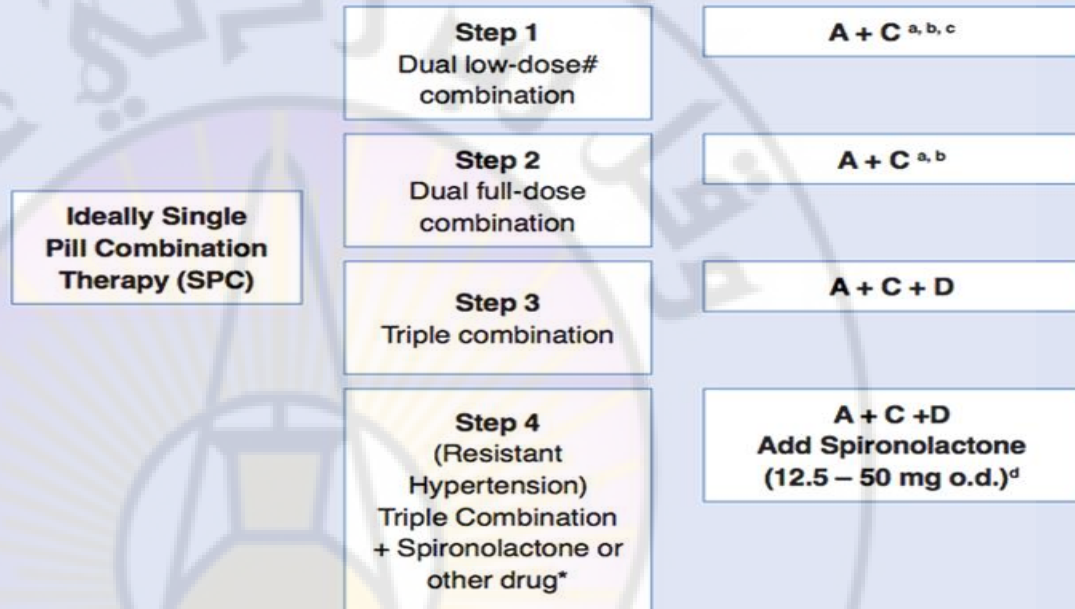 Step 1
Dual low-dose#
combination
A + C a, b, c
Step 2
Dual full-dose
combination
A + C a, b
Ideally Single
Pill Combination
Therapy (SPC)
Step 3
Triple combination
A + C + D
Step 4
(Resistant
Hypertension)
Triple Combination
+ Spironolactone or
other drug*
A + C +D
Add Spironolactone
(12.5 – 50 mg o.d.)d